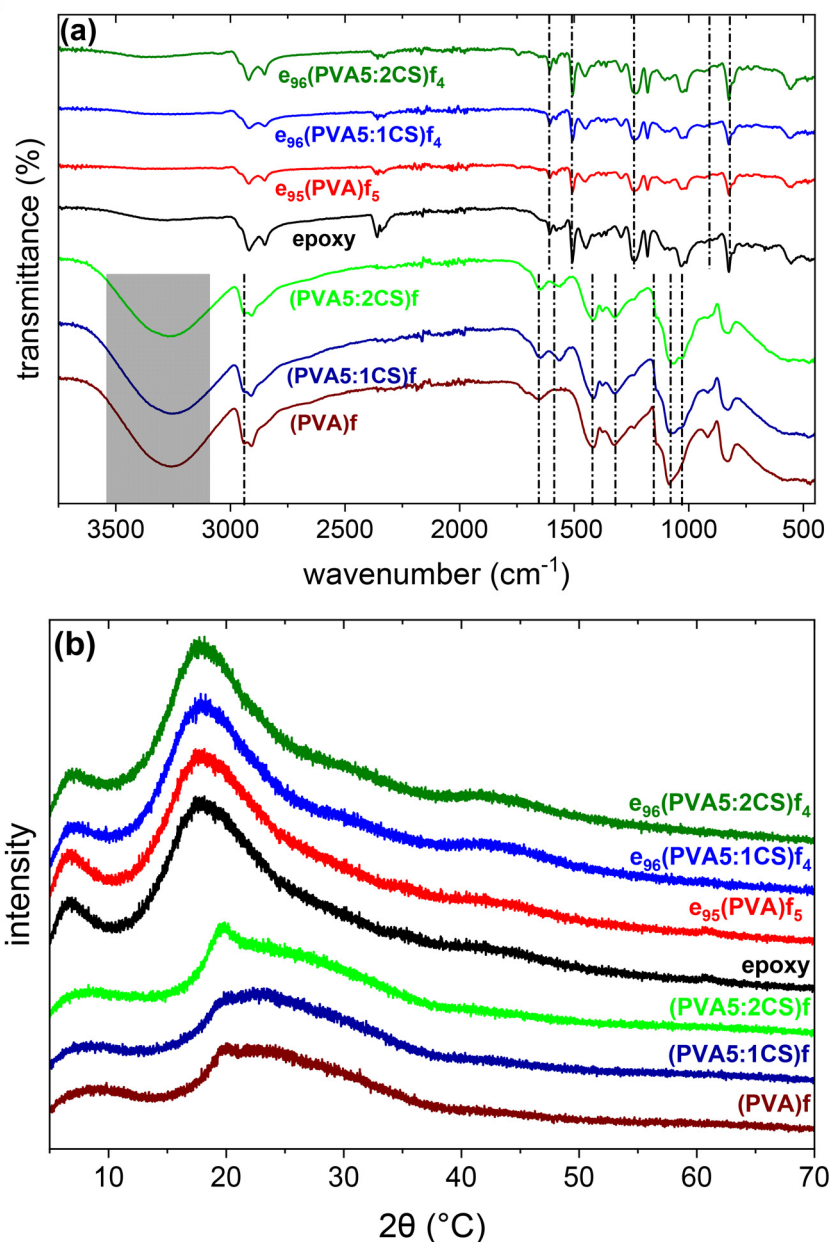 (a)
e₉₆(PVA5:2CS)f₄
e₉₆(PVA5:1CS)f₄
e₉₅(PVA)f₅
epoxy
(PVA5:2CS)f
(PVA5:1CS)f
(PVA)f
transmittance (%)
3500 3000 2500 2000 1500 1000 500
wavenumber (cm⁻¹)
(b)
e₉₆(PVA5:2CS)f₄
e₉₆(PVA5:1CS)f₄
e₉₅(PVA)f₅
epoxy
(PVA5:2CS)f
(PVA5:1CS)f
(PVA)f
intensity
10 20 30 40 50 60 70
2θ (°C)